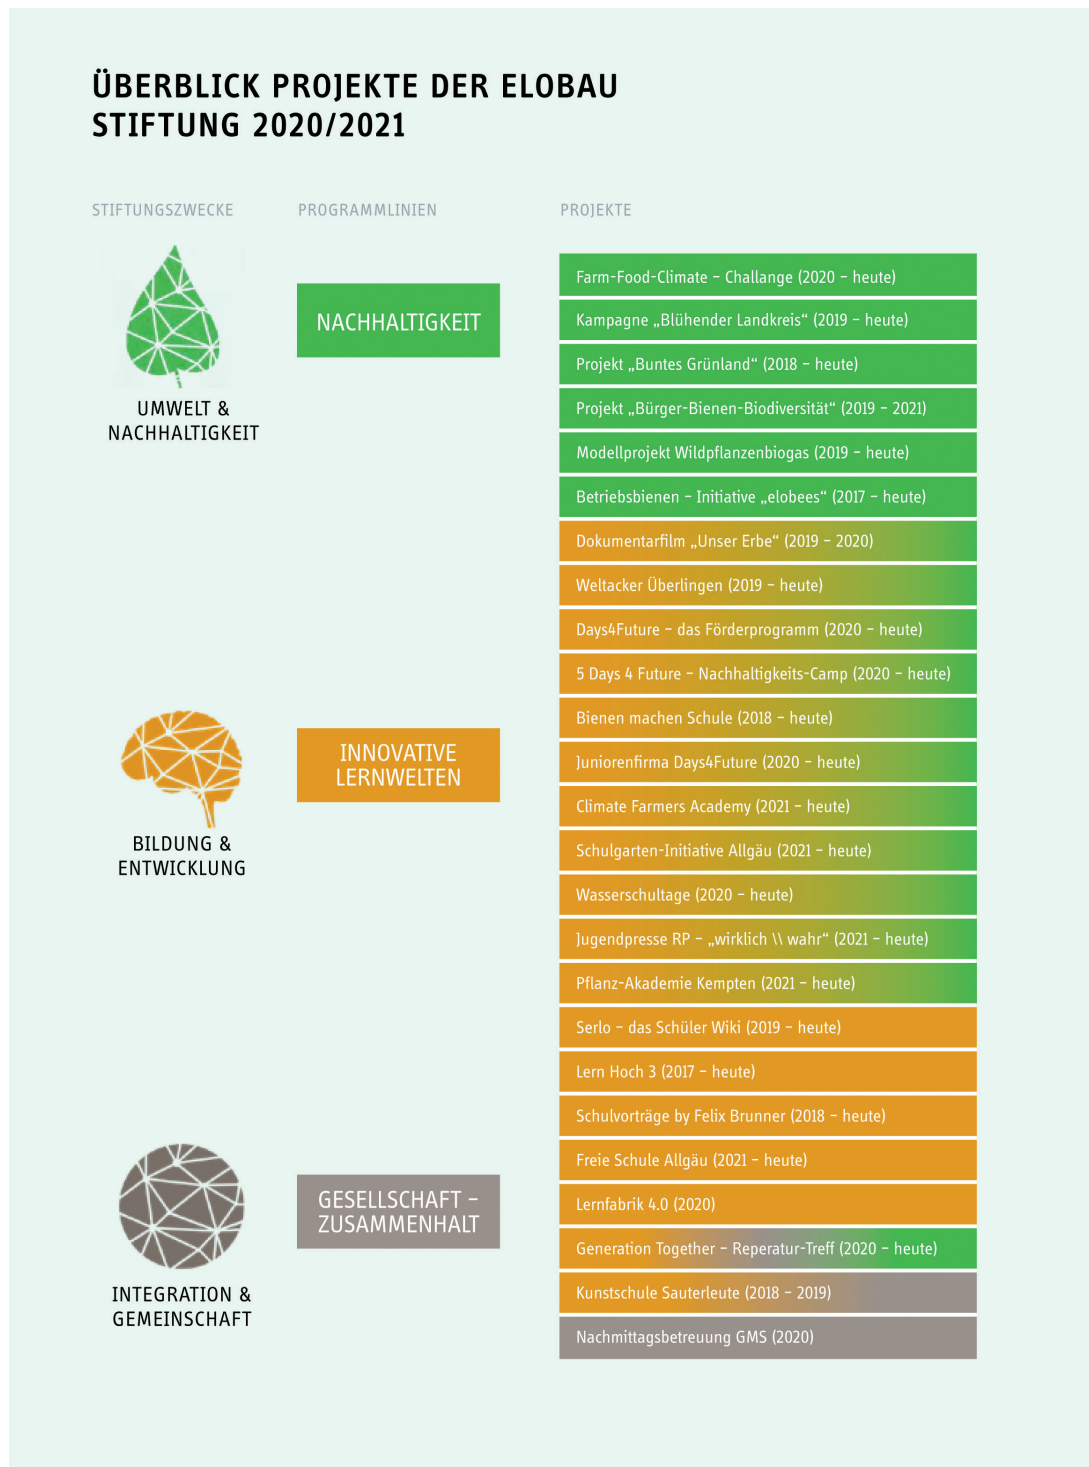 ÜBERBLICK PROJEKTE DER ELOBAU
STIFTUNG 2020/2021
STIFTUNGSZWECKE
PROGRAMMLINIEN
PROJEKTE
UMWELT &
NACHHALTIGKEIT
NACHHALTIGKEIT
Farm-Food-Climate – Challange (2020 – heute)
Kampagne „Blühender Landkreis“ (2019 – heute)
Projekt „Buntes Grünland“ (2018 – heute)
Projekt „Bürger-Bienen-Biodiversität“ (2019 – 2021)
Modellprojekt Wildpflanzenbiogas (2019 – heute)
Betriebsbienen – Initiative „elobees“ (2017 – heute)
Dokumentarfilm „Unser Erbe“ (2019 – 2020)
Weltacker Überlingen (2019 – heute)
Days4Future – das Förderprogramm (2020 – heute)
5 Days 4 Future – Nachhaltigkeits-Camp (2020 – heute)
Bienen machen Schule (2018 – heute)
Juniorenfirma Days4Future (2020 – heute)
Climate Farmers Academy (2021 – heute)
Schulgarten-Initiative Allgäu (2021 – heute)
Wasserschultage (2020 – heute)
Jugendpresse RP – „wirklich \\ wahr“ (2021 – heute)
Pflanz-Akademie Kempten (2021 – heute)
Serlo – das Schüler Wiki (2019 – heute)
Lern Hoch 3 (2017 – heute)
Schulvorträge by Felix Brunner (2018 – heute)
Freie Schule Allgäu (2021 – heute)
Lernfabrik 4.0 (2020)
Generation Together – Reperatur-Treff (2020 – heute)
Kunstschule Sauterleute (2018 – 2019)
Nachmittagsbetreuung GMS (2020)
BILDUNG &
ENTWICKLUNG
INNOVATIVE
LERNWELTEN
INTEGRATION &
GEMEINSCHAFT
GESELLSCHAFT –
ZUSAMMENHALT